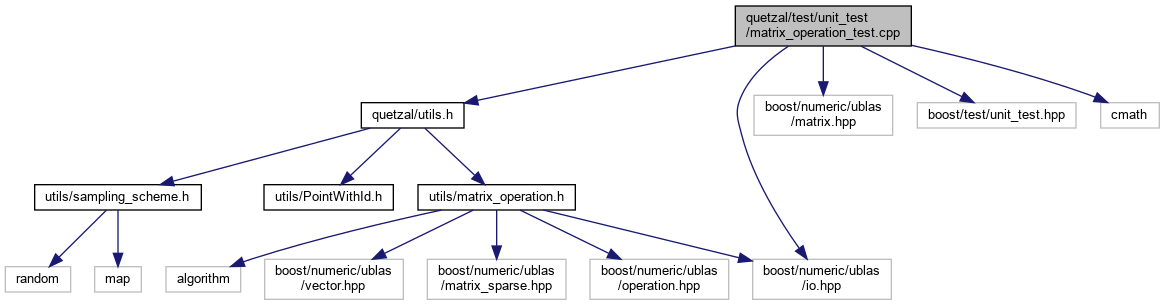 quetzal/test/unit_test
/matrix_operation_test.cpp
quetzal/utils.h
boost/numeric/ublas
/matrix.hpp
boost/test/unit_test.hpp
cmath
utils/sampling_scheme.h
utils/PointWithId.h
utils/matrix_operation.h
random
map
algorithm
boost/numeric/ublas
/vector.hpp
boost/numeric/ublas
/matrix_sparse.hpp
boost/numeric/ublas
/operation.hpp
boost/numeric/ublas
/io.hpp